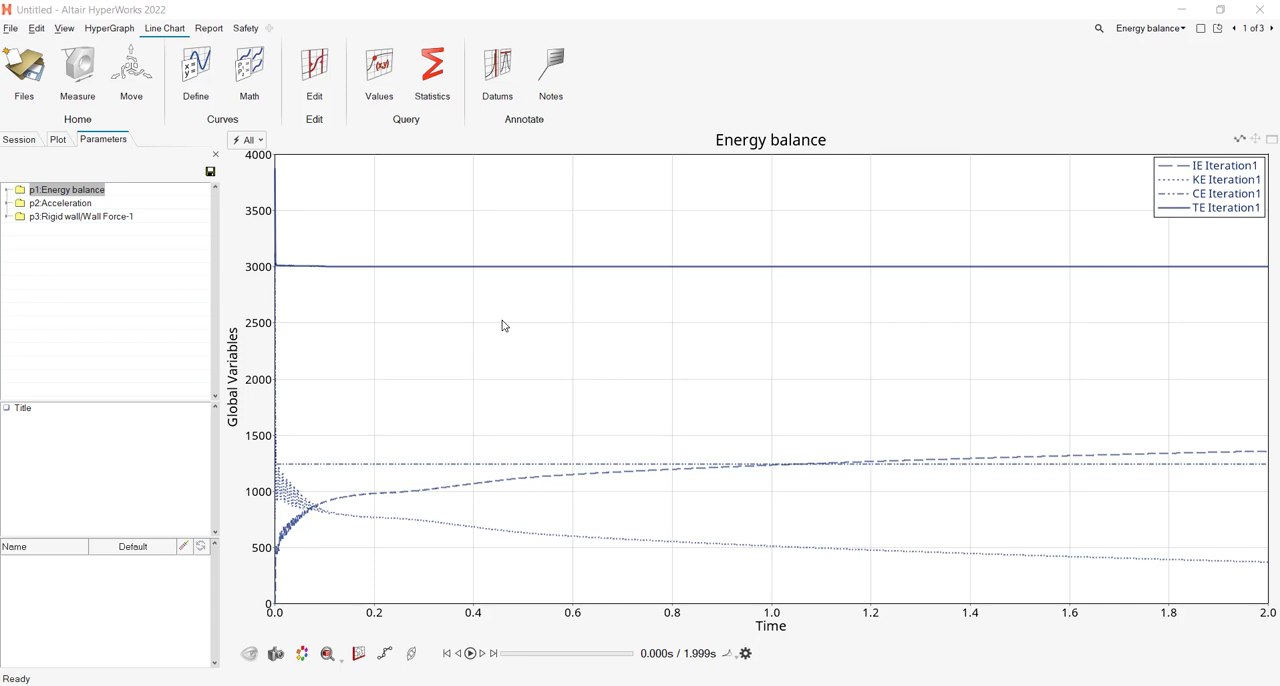 Untitled - Altair HyperWorks 2022
File Edit View HyperGraph Line Chart Report Safety
Energy balance
1 of 3
Files Measure Move Define Math Edit Values Statistics Datums Notes
Home Curves Edit Query Annotate
Session Plot Parameters
All
Energy balance
p1:Energy balance
p2:Acceleration
p3:Rigid wall/Wall Force-1
Title
Name Default
IE Iteration1
KE Iteration1
CE Iteration1
TE Iteration1
Global Variables
4000
3500
3000
2500
2000
1500
1000
500
0
0.0 0.2 0.4 0.6 0.8 1.0 1.2 1.4 1.6 1.8 2.0
Time
0.000s / 1.999s
Ready